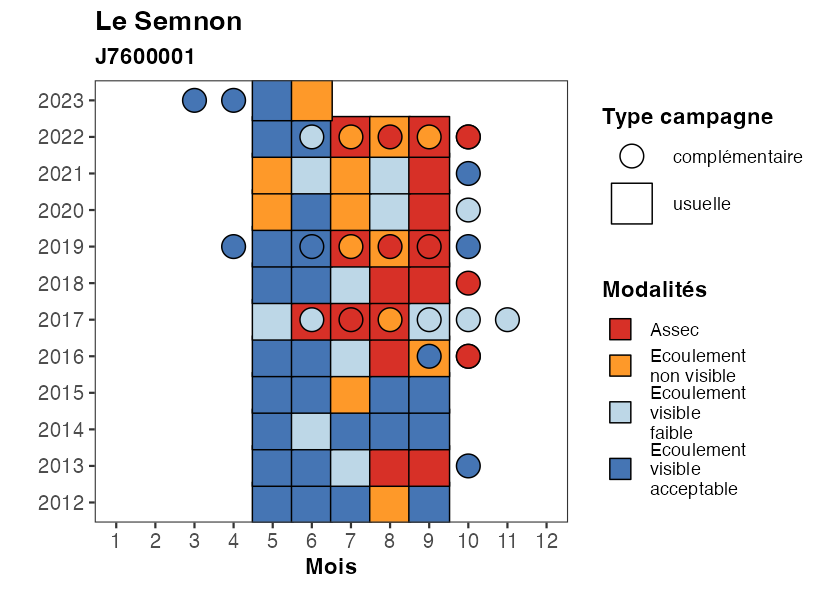 Le Semnon
J7600001
2023
2022
2021
2020
2019
2018
2017
2016
2015
2014
2013
2012
1 2 3 4 5 6 7 8 9 10 11 12
Mois
Type campagne
complémentaire
usuelle
Modalités
Assec
Ecoulement
non visible
Ecoulement
visible
faible
Ecoulement
visible
acceptable